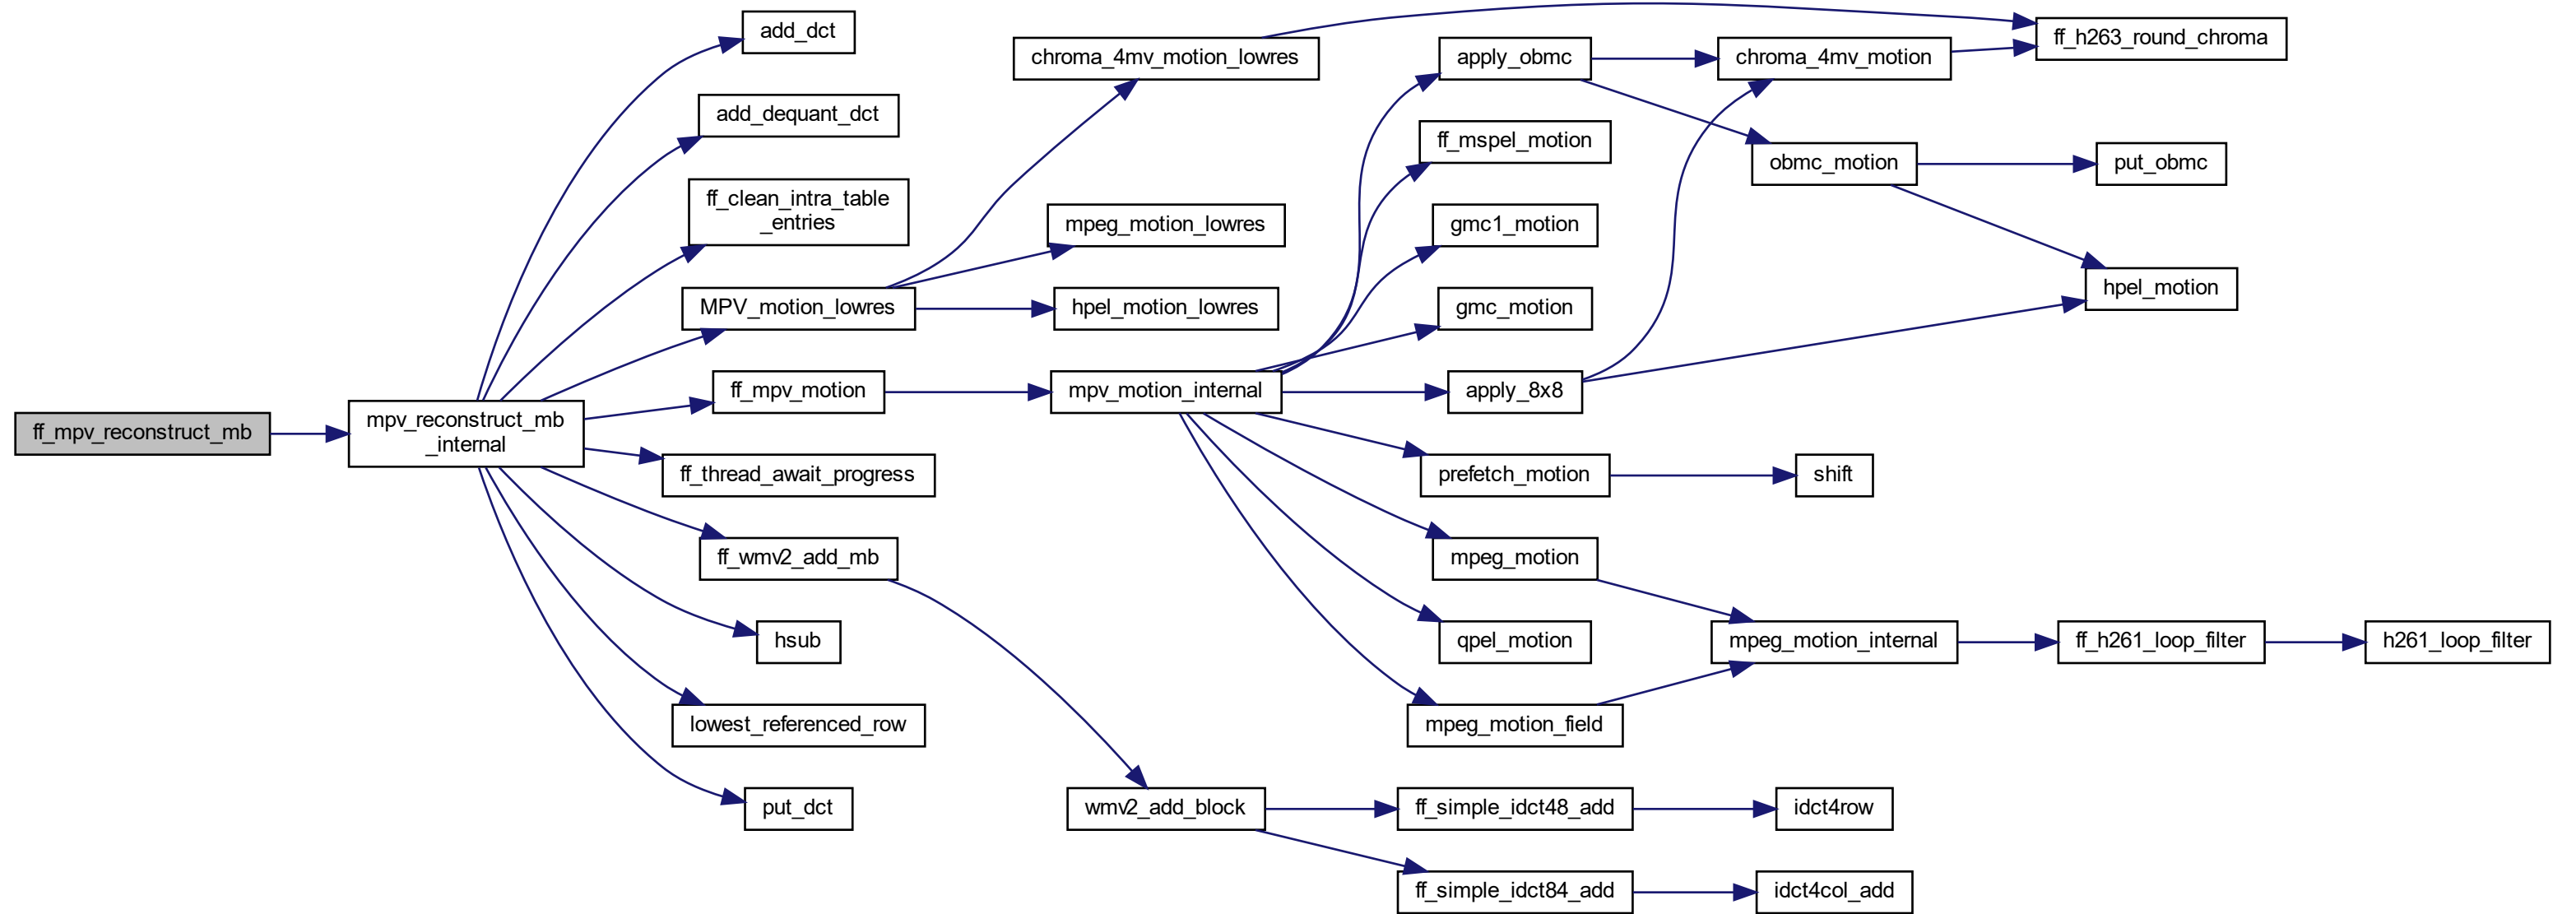 ff_mpv_reconstruct_mb
mpv_reconstruct_mb
_internal
add_dct
add_dequant_dct
ff_clean_intra_table
_entries
MPV_motion_lowres
ff_mpv_motion
ff_thread_await_progress
ff_wmv2_add_mb
hsub
lowest_referenced_row
put_dct
chroma_4mv_motion_lowres
mpeg_motion_lowres
hpel_motion_lowres
mpv_motion_internal
wmv2_add_block
apply_obmc
ff_mspel_motion
gmc1_motion
gmc_motion
apply_8x8
prefetch_motion
mpeg_motion
qpel_motion
mpeg_motion_field
ff_simple_idct48_add
ff_simple_idct84_add
chroma_4mv_motion
obmc_motion
shift
mpeg_motion_internal
idct4row
idct4col_add
ff_h263_round_chroma
put_obmc
hpel_motion
ff_h261_loop_filter
h261_loop_filter